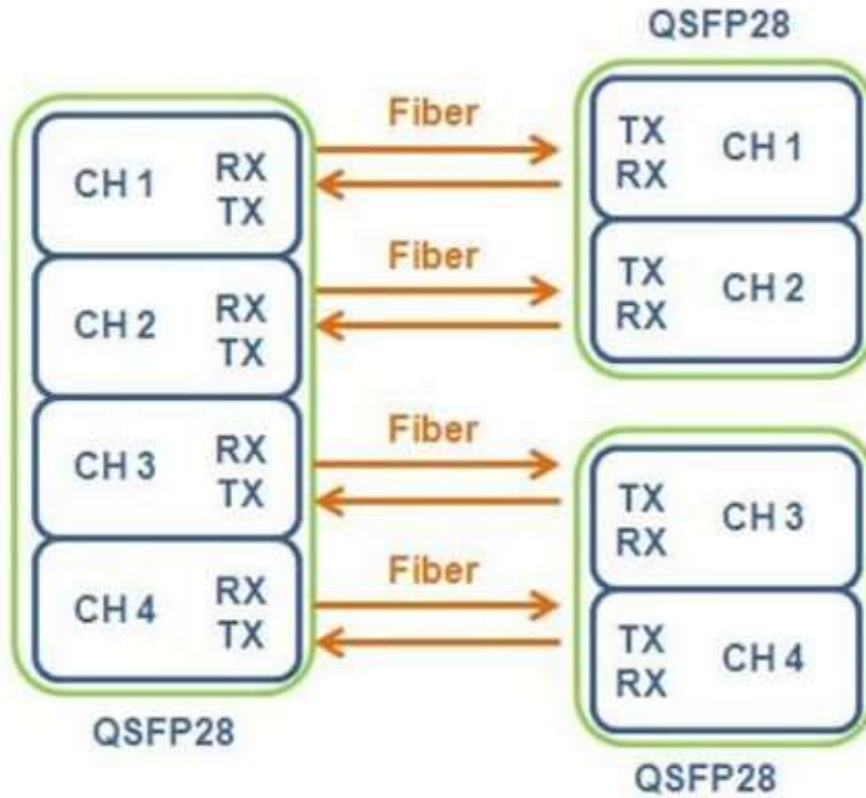 QSFP28
Fiber
CH 1 RX
TX
TX CH 1
RX
Fiber
CH 2 RX
TX
TX CH 2
RX
Fiber
CH 3 RX
TX
TX CH 3
RX
Fiber
CH 4 RX
TX
TX CH 4
RX
QSFP28
QSFP28